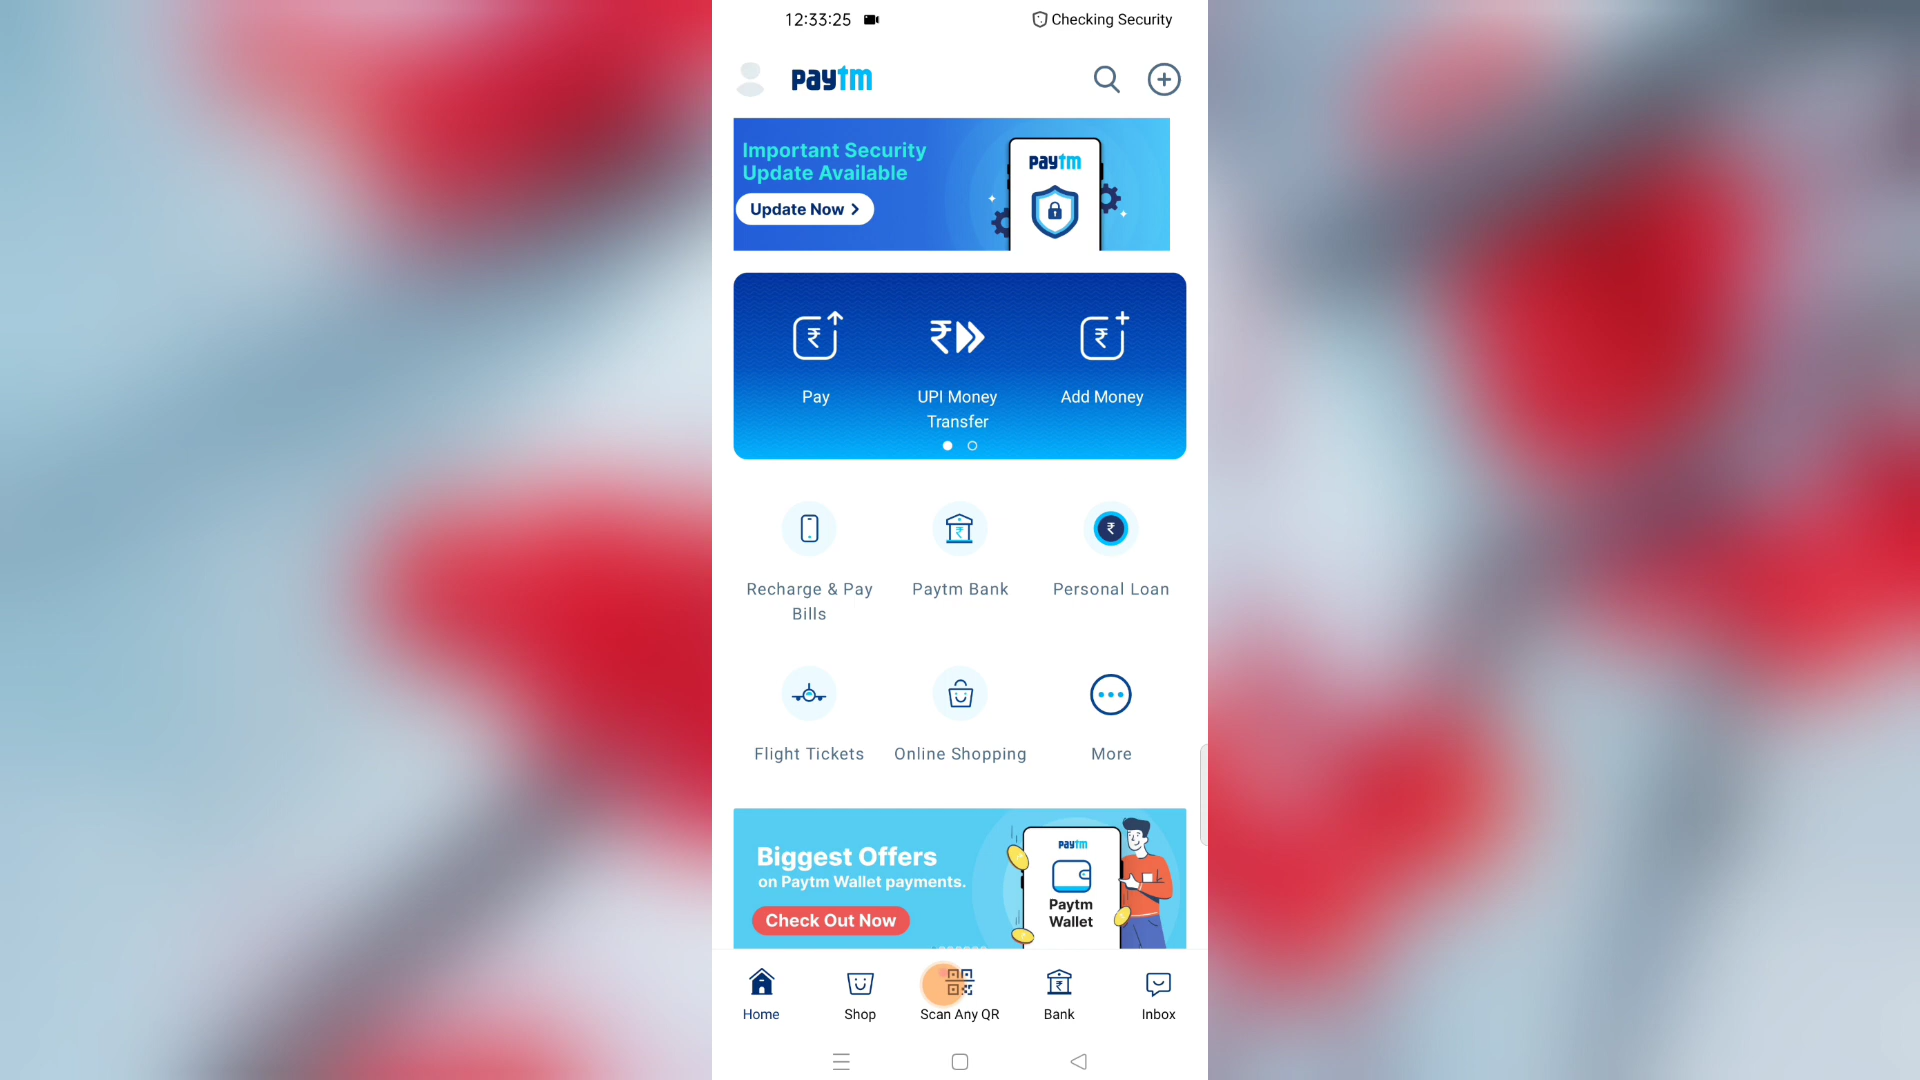 12:33:25
Checking Security
paytm
Important Security
Update Available
Update Now >
paytm
Pay
UPI Money
Transfer
Add Money
Recharge & Pay
Bills
Paytm Bank
Personal Loan
Flight Tickets
Online Shopping
More
Biggest Offers
on Paytm Wallet payments.
Check Out Now
paytm
Paytm
Wallet
Home
Shop
Scan Any QR
Bank
Inbox